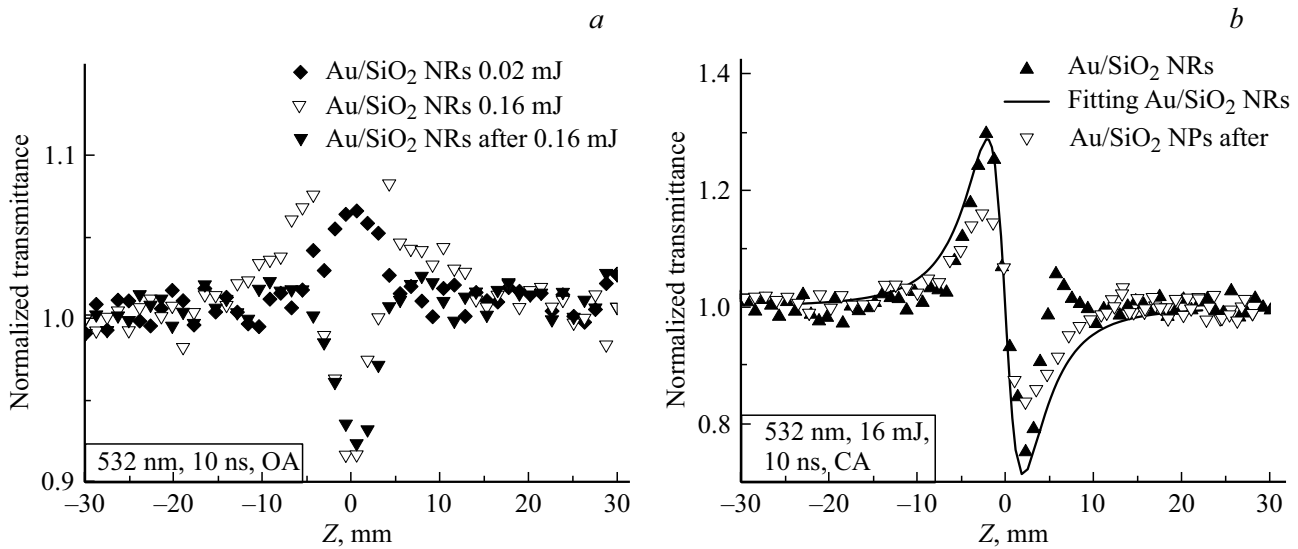 a
Au/SiO2 NRs 0.02 mJ
Au/SiO2 NRs 0.16 mJ
Au/SiO2 NRs after 0.16 mJ
Normalized transmittance
1.1
1.0
0.9
532 nm, 10 ns, OA
–30 –20 –10 0 10 20 30
Z, mm
b
Au/SiO2 NRs
Fitting Au/SiO2 NRs
Au/SiO2 NPs after
Normalized transmittance
1.4
1.2
1.0
0.8
532 nm, 16 mJ,
10 ns, CA
–30 –20 –10 0 10 20 30
Z, mm